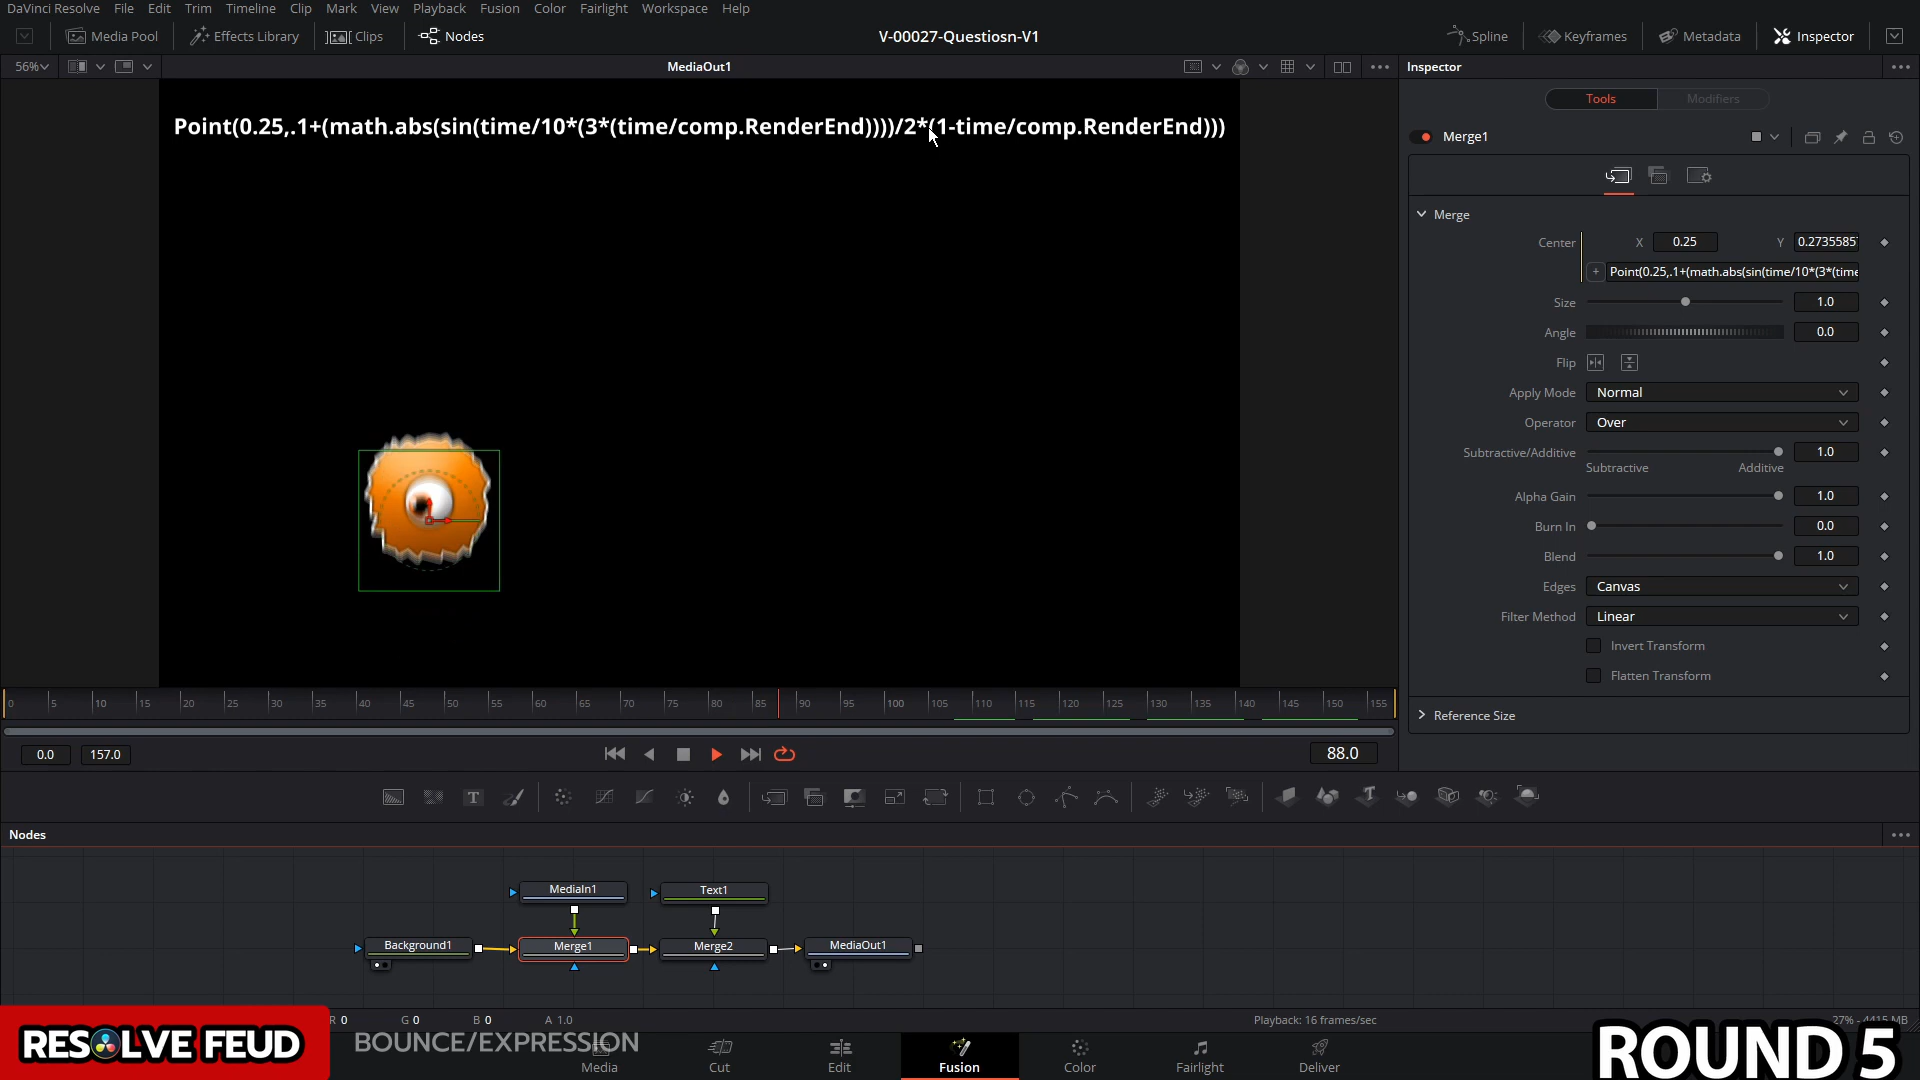 DaVinci Resolve File Edit Trim Timeline Clip Mark View Playback Fusion Color Fairlight Workspace Help
Media Pool Effects Library Clips Nodes V-00027-Questiosn-V1 Spline Keyframes Metadata Inspector
56% MediaOut1 Inspector
Tools Modifiers
Point(0.25,.1+(math.abs(sin(time/10*(3*(time/comp.RenderEnd))))/2*(1-time/comp.RenderEnd)))
Merge1
Merge
Center X 0.25 Y 0.2735585
Point(0.25,.1+(math.abs(sin(time/10*(3*(time
Size 1.0
Angle 0.0
Flip
Apply Mode Normal
Operator Over
Subtractive/Additive 1.0
Subtractive Additive
Alpha Gain 1.0
Burn In 0.0
Blend 1.0
Edges Canvas
Filter Method Linear
Invert Transform
Flatten Transform
Reference Size
0 5 10 15 20 25 30 35 40 45 50 55 60 65 70 75 80 85 90 95 100 105 110 115 120 125 130 135 140 145 150 155
0.0 157.0 88.0
Nodes
MediaIn1 Text1
Background1 Merge1 Merge2 MediaOut1
R 0 G 0 B 0 A 1.0 Playback: 16 frames/sec 27% - 4415 MB
RESOLVE FEUD BOUNCE/EXPRESSION ROUND 5
Media Cut Edit Fusion Color Fairlight Deliver